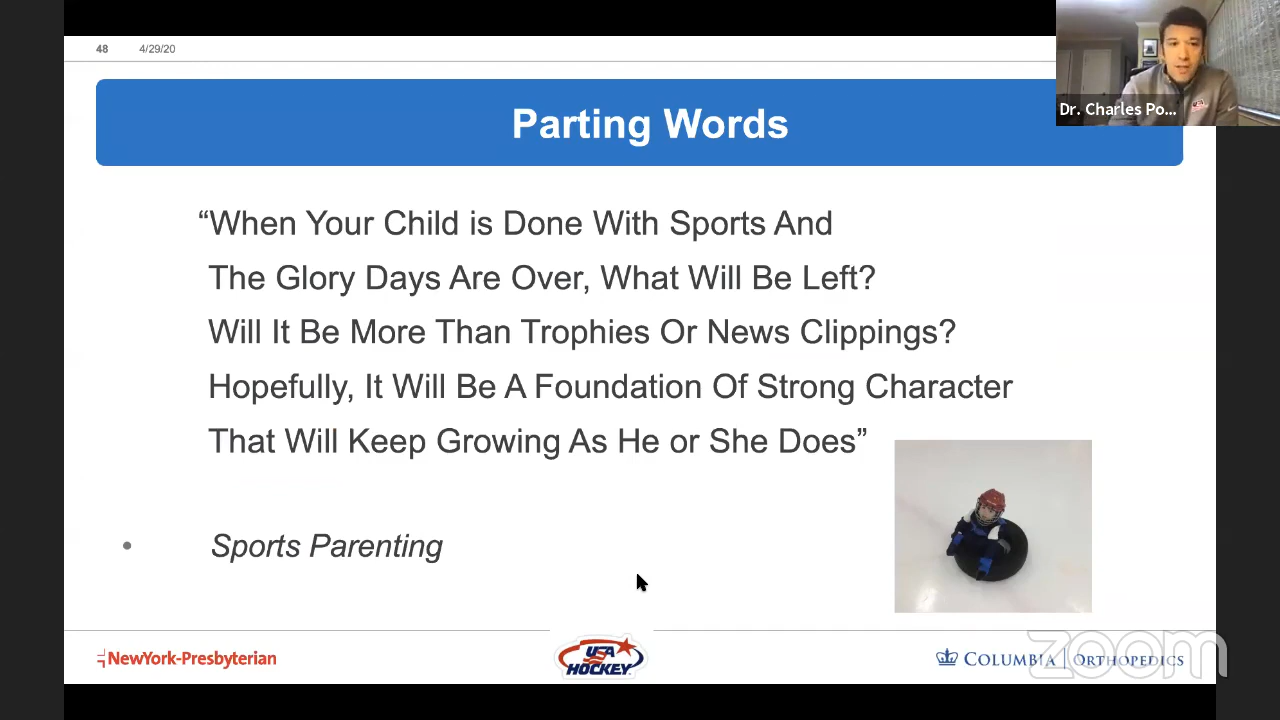 48 4/29/20
Parting Words
Dr. Charles Po...
“When Your Child is Done With Sports And
The Glory Days Are Over, What Will Be Left?
Will It Be More Than Trophies Or News Clippings?
Hopefully, It Will Be A Foundation Of Strong Character
That Will Keep Growing As He or She Does”
• Sports Parenting
NewYork-Presbyterian
USA
HOCKEY
COLUMBIA | ORTHOPEDICS
zoom